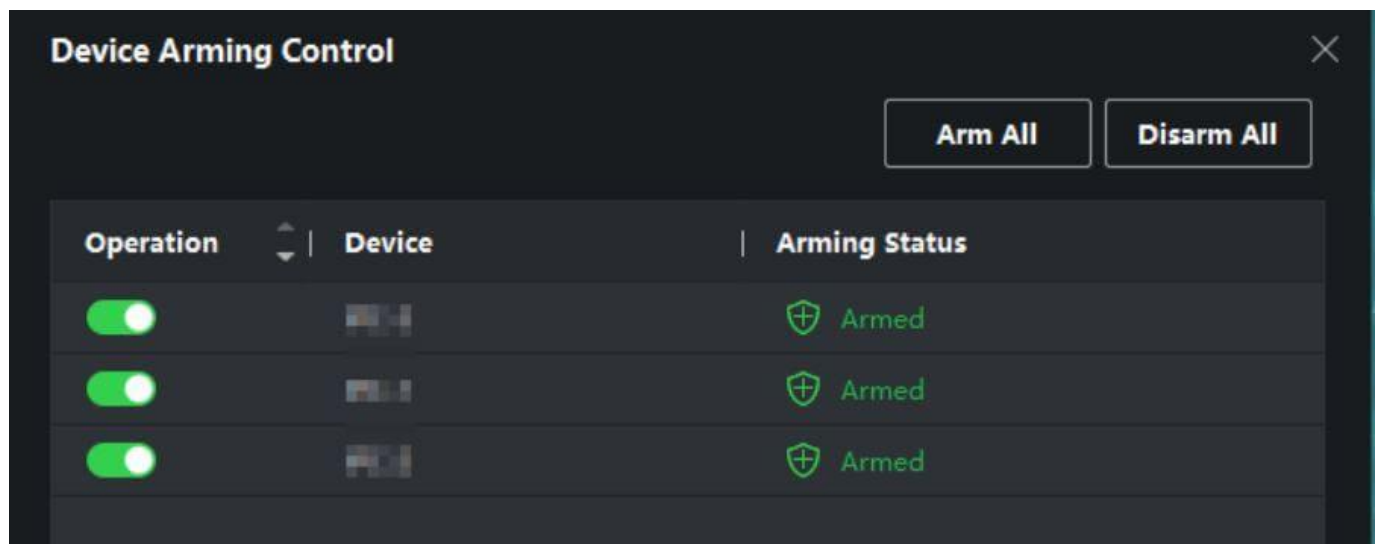 Device Arming Control
Arm All Disarm All
Operation Device Arming Status
Armed
Armed
Armed